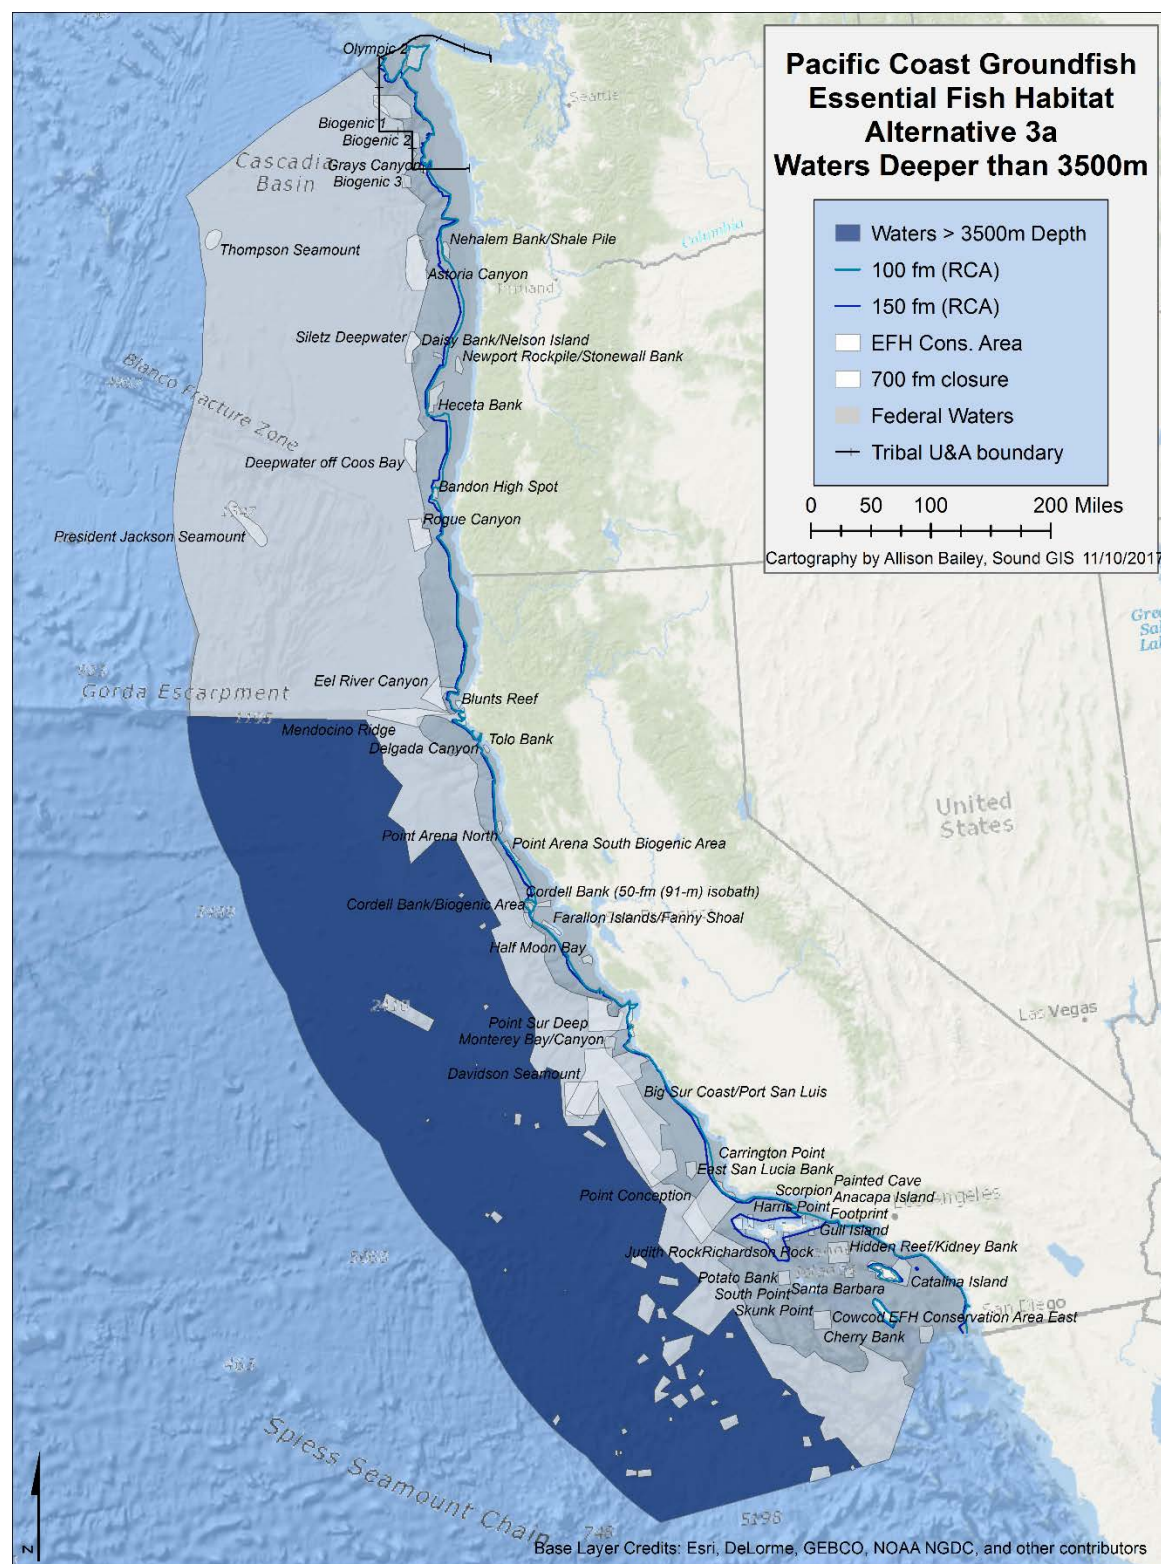 Pacific Coast Groundfish
Essential Fish Habitat
Alternative 3a
Waters Deeper than 3500m
Waters > 3500m Depth
100 fm (RCA)
150 fm (RCA)
EFH Cons. Area
700 fm closure
Federal Waters
Tribal U&A boundary
0 50 100 200 Miles
Cartography by Allison Bailey, Sound GIS 11/10/2017
Olympic 2
Seattle
Biogenic 1
Biogenic 2
Cascadia
Basin
Grays Canyon
Biogenic 3
Columbia
Thompson Seamount
Nehalem Bank/Shale Pile
Astoria Canyon
Siletz Deepwater
Daisy Bank/Nelson Island
Newport Rockpile/Stonewall Bank
Blanco Fracture Zone
Heceta Bank
Deepwater off Coos Bay
Bandon High Spot
Rogue Canyon
President Jackson Seamount
Eel River Canyon
Gorda Escarpment
Blunts Reef
Mendocino Ridge
Tolo Bank
Delgada Canyon
United
States
Point Arena North
Point Arena South Biogenic Area
Cordell Bank (50-fm (91-m) isobath)
Cordell Bank/Biogenic Area
Farallon Islands/Fanny Shoal
Half Moon Bay
Las Vegas
Point Sur Deep
Monterey Bay/Canyon
Davidson Seamount
Big Sur Coast/Port San Luis
Carrington Point
East San Lucia Bank
Painted Cave
Scorpion
Anacapa Island
Point Conception
Harris Point
Footprint
Gull Island
Judith Rock
Richardson Rock
Hidden Reef/Kidney Bank
Potato Bank
Santa Barbara
Catalina Island
South Point
San Diego
Skunk Point
Cowcod EFH Conservation Area East
Cherry Bank
Spiess Seamount Chain
748
5198
N
Base Layer Credits: Esri, DeLorme, GEBCO, NOAA NGDC, and other contributors